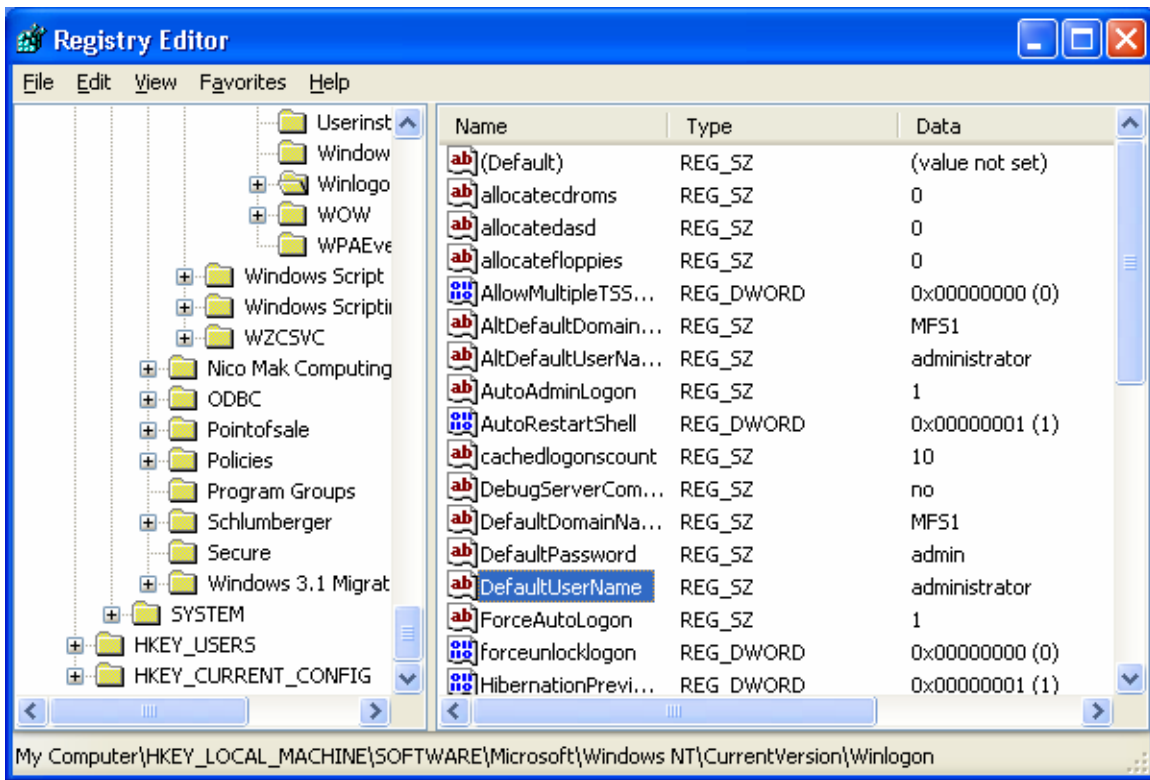 Registry Editor
File Edit View Favorites Help
Userinst
Window
Winlogo
WOW
WPAEve
Windows Script
Windows Scriptin
WZCSVC
Nico Mak Computing
ODBC
Pointofsale
Policies
Program Groups
Schlumberger
Secure
Windows 3.1 Migrat
SYSTEM
HKEY_USERS
HKEY_CURRENT_CONFIG
Name Type Data
(Default) REG_SZ (value not set)
allocatecdroms REG_SZ 0
allocatedasd REG_SZ 0
allocatefloppies REG_SZ 0
AllowMultipleTSS... REG_DWORD 0x00000000 (0)
AltDefaultDomain... REG_SZ MFS1
AltDefaultUserNa... REG_SZ administrator
AutoAdminLogon REG_SZ 1
AutoRestartShell REG_DWORD 0x00000001 (1)
cachedlogonscount REG_SZ 10
DebugServerCom... REG_SZ no
DefaultDomainNa... REG_SZ MFS1
DefaultPassword REG_SZ admin
DefaultUserName REG_SZ administrator
ForceAutoLogon REG_SZ 1
forceunlocklogon REG_DWORD 0x00000000 (0)
HibernationPrevi... REG_DWORD 0x00000001 (1)
My Computer\HKEY_LOCAL_MACHINE\SOFTWARE\Microsoft\Windows NT\CurrentVersion\Winlogon